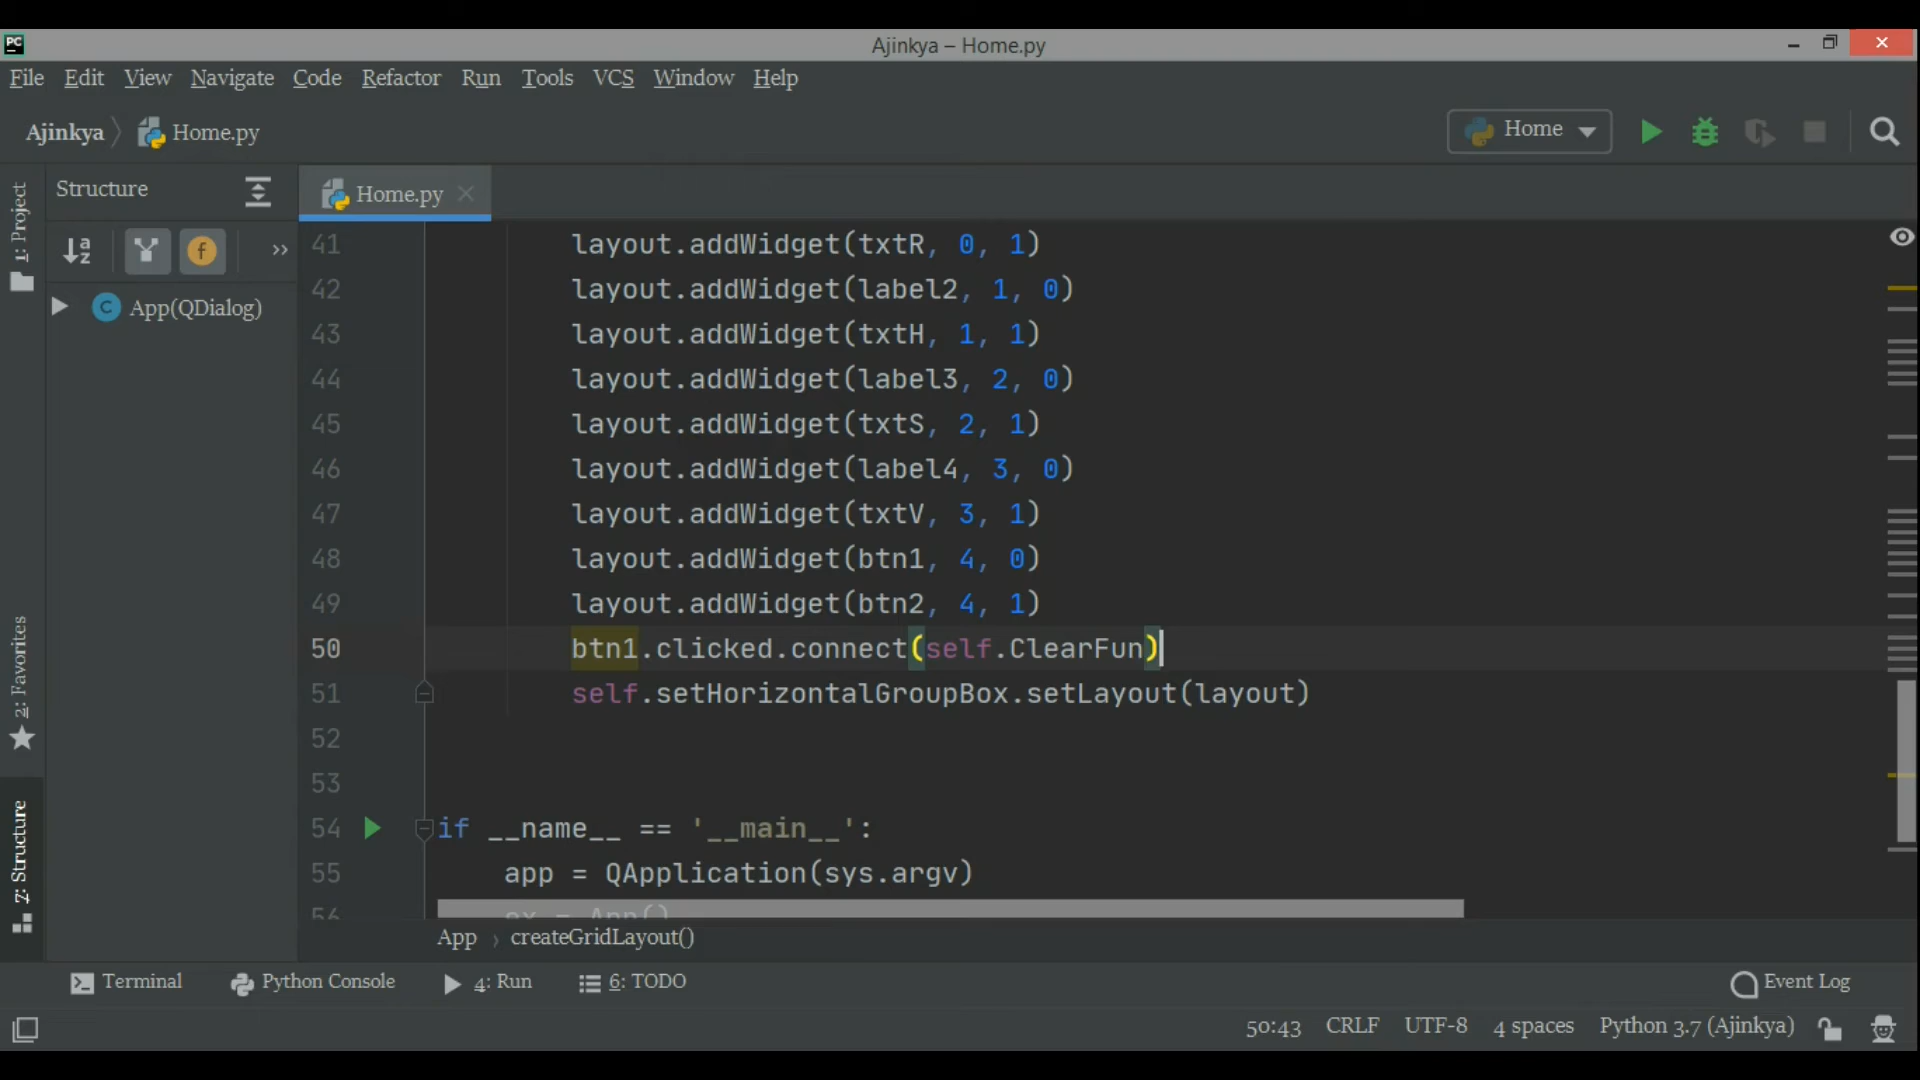 PC
Ajinkya – Home.py
File Edit View Navigate Code Refactor Run Tools VCS Window Help
Ajinkya Home.py
Home
1: Project
Structure
Home.py
App(QDialog)
41 layout.addWidget(txtR, 0, 1)
42 layout.addWidget(label2, 1, 0)
43 layout.addWidget(txtH, 1, 1)
44 layout.addWidget(label3, 2, 0)
45 layout.addWidget(txtS, 2, 1)
46 layout.addWidget(label4, 3, 0)
47 layout.addWidget(txtV, 3, 1)
48 layout.addWidget(btn1, 4, 0)
49 layout.addWidget(btn2, 4, 1)
50 btn1.clicked.connect(self.ClearFun)
51 self.setHorizontalGroupBox.setLayout(layout)
52
53
54 if __name__ == '__main__':
55 app = QApplication(sys.argv)
56 ex = App()
2: Favorites
Z: Structure
App › createGridLayout()
Terminal Python Console 4: Run 6: TODO Event Log
50:43 CRLF UTF-8 4 spaces Python 3.7 (Ajinkya)